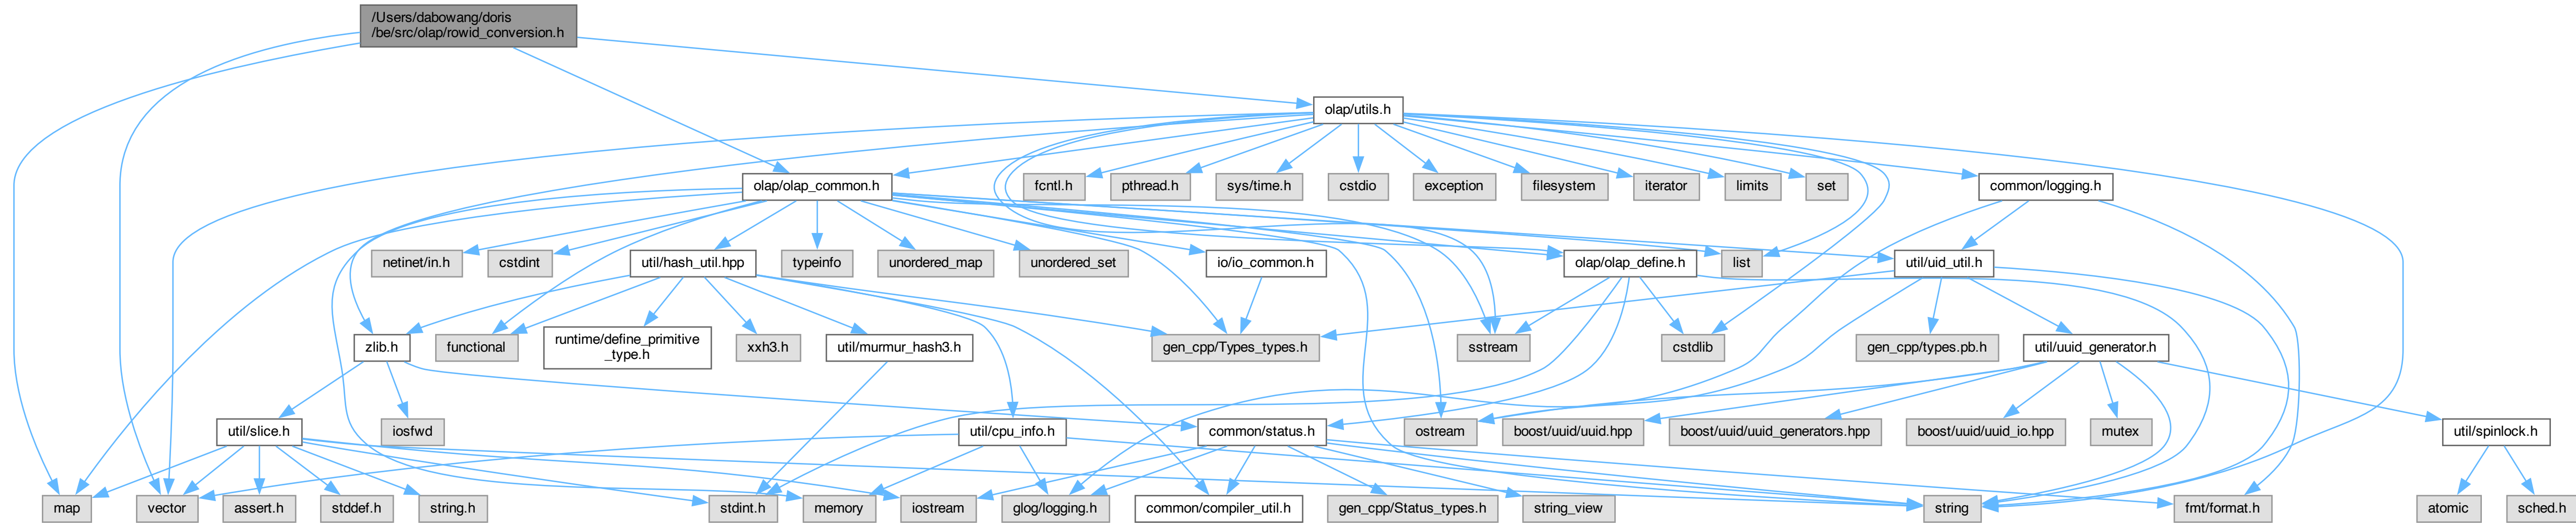 /Users/dabowang/doris
/be/src/olap/rowid_conversion.h
olap/utils.h
olap/olap_common.h
fcntl.h
pthread.h
sys/time.h
cstdio
exception
filesystem
iterator
limits
set
common/logging.h
netinet/in.h
cstdint
util/hash_util.hpp
typeinfo
unordered_map
unordered_set
io/io_common.h
olap/olap_define.h
list
util/uid_util.h
zlib.h
functional
runtime/define_primitive
_type.h
xxh3.h
util/murmur_hash3.h
gen_cpp/Types_types.h
sstream
cstdlib
gen_cpp/types.pb.h
util/uuid_generator.h
util/slice.h
iosfwd
util/cpu_info.h
common/status.h
ostream
boost/uuid/uuid.hpp
boost/uuid/uuid_generators.hpp
boost/uuid/uuid_io.hpp
mutex
util/spinlock.h
map
vector
assert.h
stddef.h
string.h
stdint.h
memory
iostream
glog/logging.h
common/compiler_util.h
gen_cpp/Status_types.h
string_view
string
fmt/format.h
atomic
sched.h